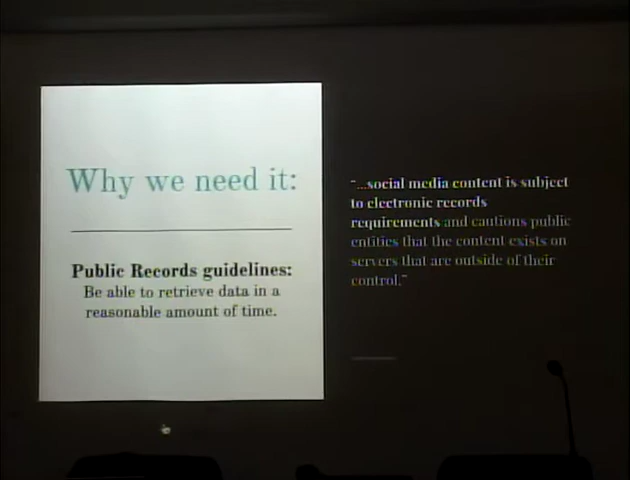 Why we need it:
Public Records guidelines:
Be able to retrieve data in a
reasonable amount of time.
"...social media content is subject
to electronic records
requirements and cautions public
entities that the content exists on
servers that are outside of their
control."